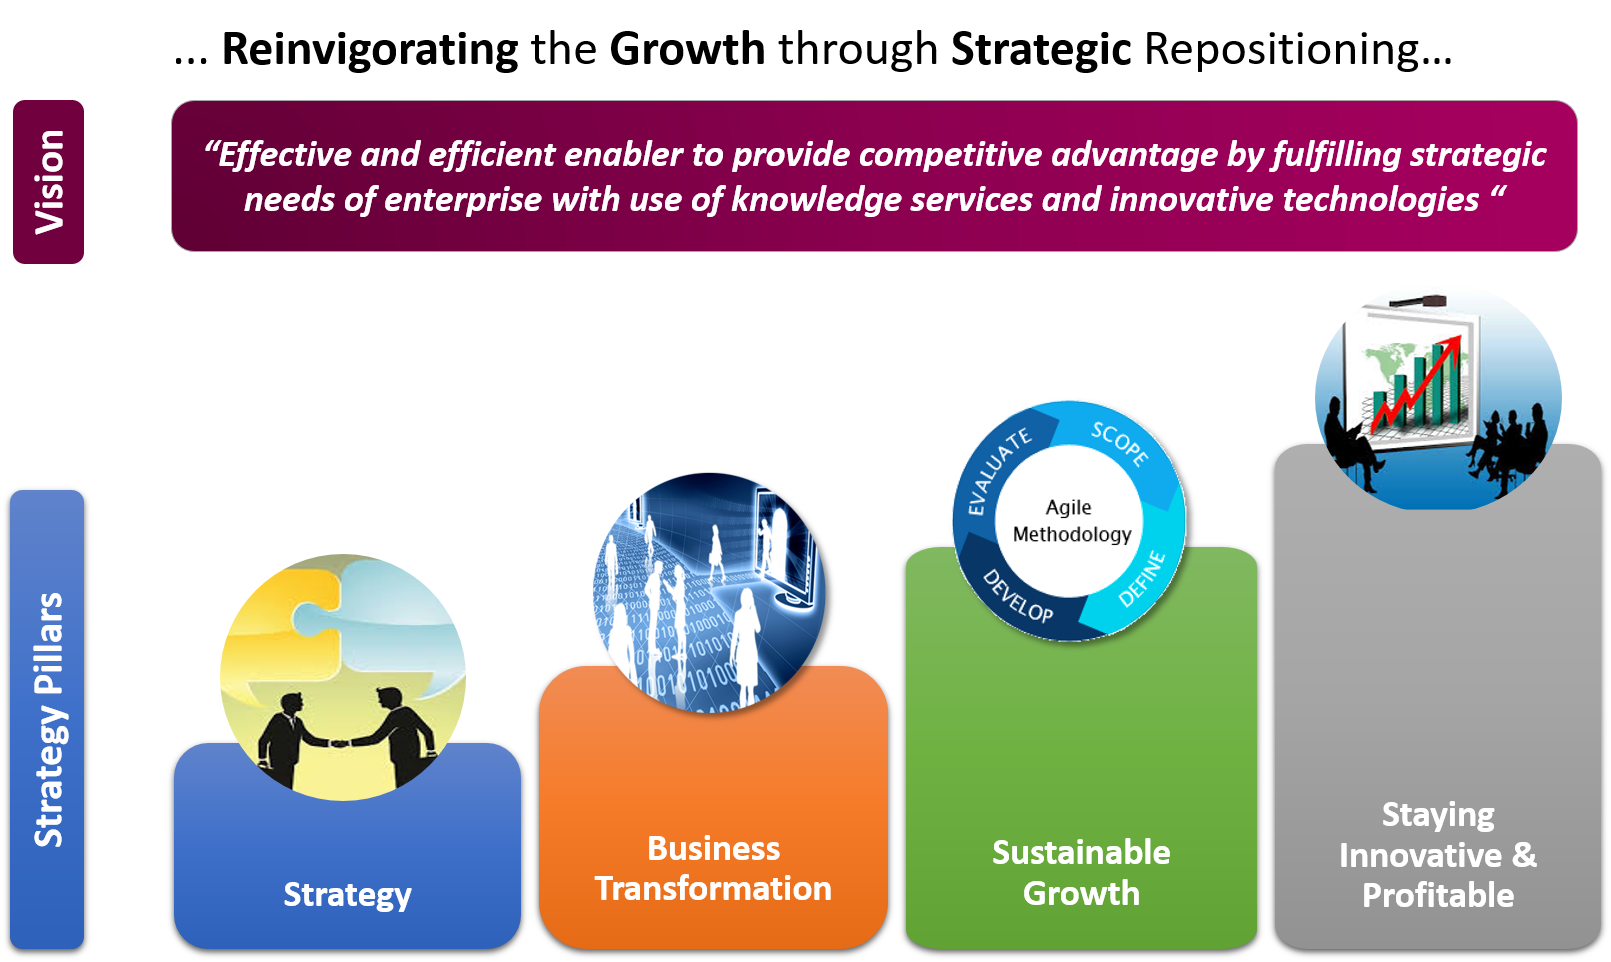 ... Reinvigorating the Growth through Strategic Repositioning...
Vision
“Effective and efficient enabler to provide competitive advantage by fulfilling strategic
needs of enterprise with use of knowledge services and innovative technologies “
Strategy Pillars
Strategy
Business
Transformation
EVALUATE
SCOPE
DEFINE
DEVELOP
Agile
Methodology
Sustainable
Growth
Staying
Innovative &
Profitable